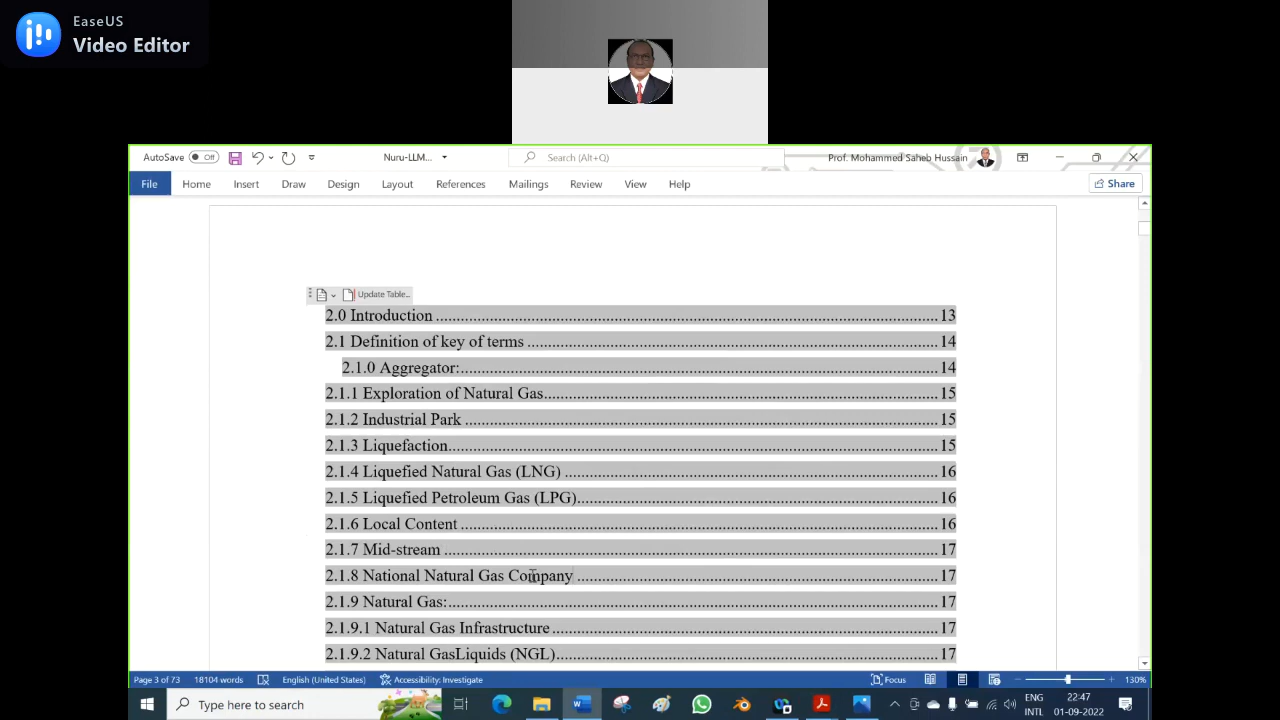 EaseUS
Video Editor
AutoSave Off Nuru-LLM... Search (Alt+Q) Prof. Mohammed Saheb Hussain
File Home Insert Draw Design Layout References Mailings Review View Help Share
Update Table...
2.0 Introduction 13
2.1 Definition of key of terms 14
2.1.0 Aggregator: 14
2.1.1 Exploration of Natural Gas 15
2.1.2 Industrial Park 15
2.1.3 Liquefaction 15
2.1.4 Liquefied Natural Gas (LNG) 16
2.1.5 Liquefied Petroleum Gas (LPG) 16
2.1.6 Local Content 16
2.1.7 Mid-stream 17
2.1.8 National Natural Gas Company 17
2.1.9 Natural Gas: 17
2.1.9.1 Natural Gas Infrastructure 17
2.1.9.2 Natural GasLiquids (NGL) 17
Page 3 of 73 18104 words English (United States) Accessibility: Investigate Focus 130%
Type here to search ENG 22:47
INTL 01-09-2022